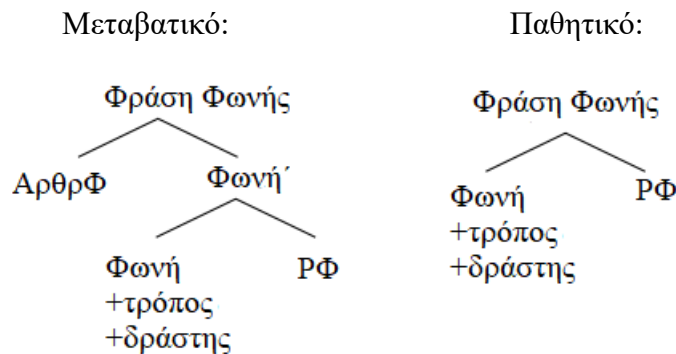 Μεταβατικό: Παθητικό:
Φράση Φωνής Φράση Φωνής
ΑρθρΦ Φωνή΄ Φωνή ΡΦ
+τρόπος
+δράστης
Φωνή ΡΦ
+τρόπος
+δράστης